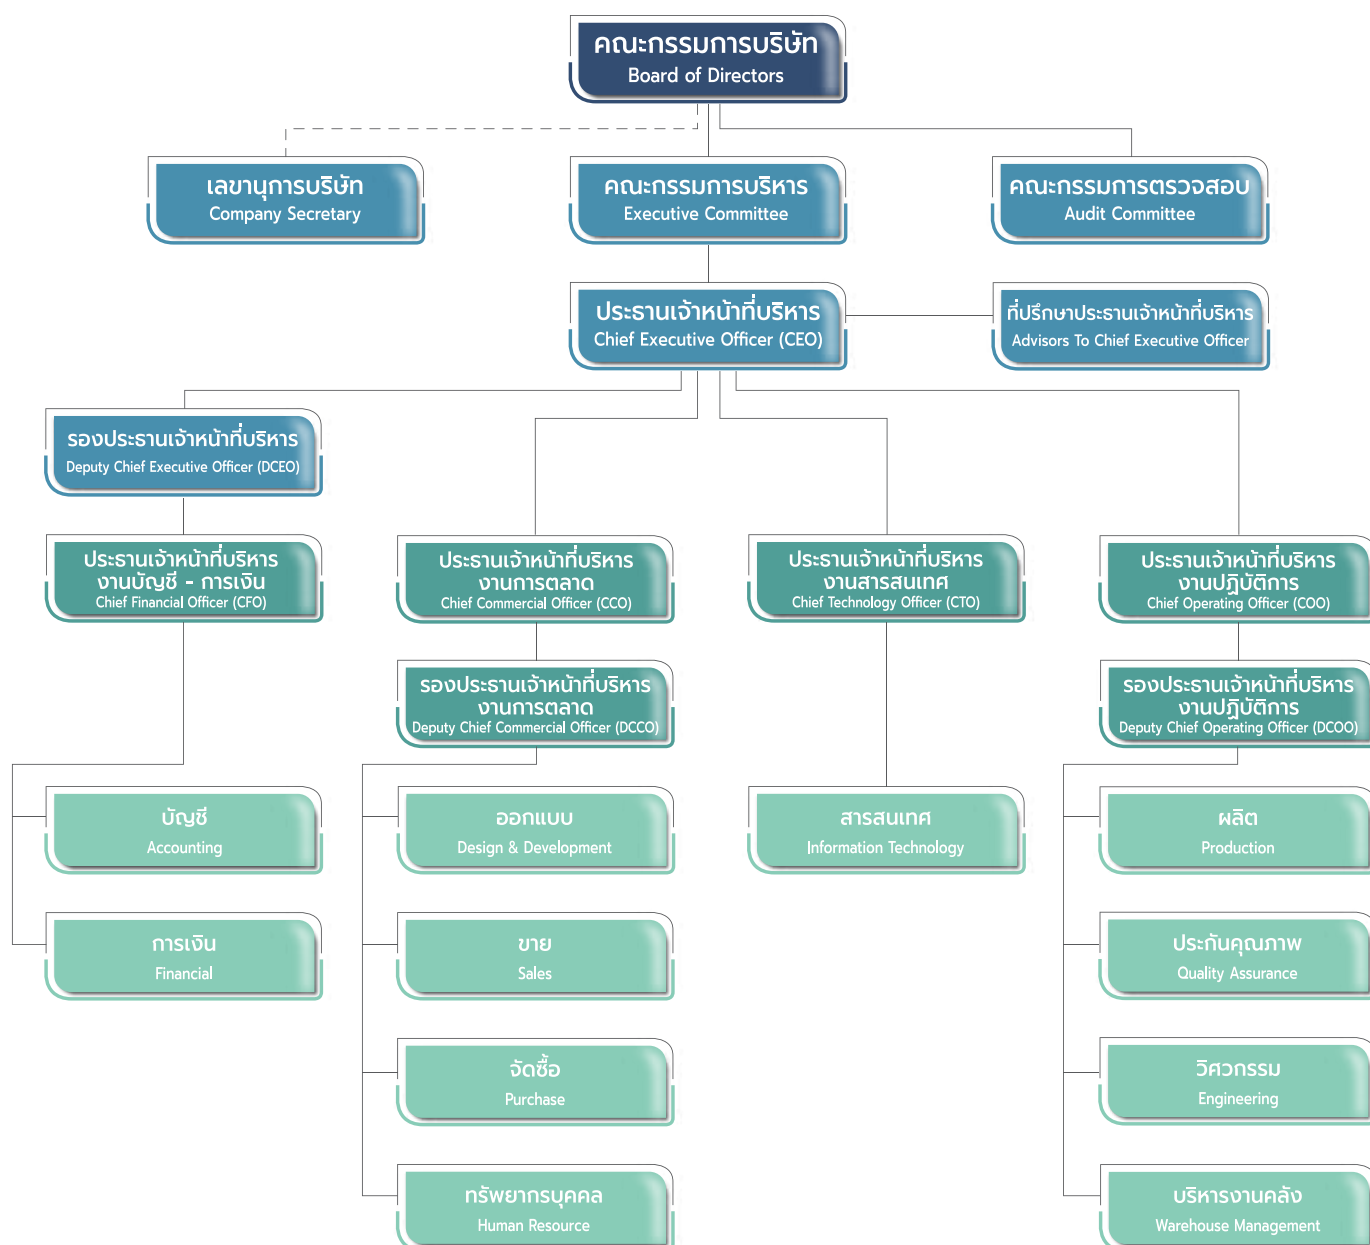 คณะกรรมการบริษัท
Board of Directors
เลขานุการบริษัท
Company Secretary
คณะกรรมการบริหาร
Executive Committee
คณะกรรมการตรวจสอบ
Audit Committee
ประธานเจ้าหน้าที่บริหาร
Chief Executive Officer (CEO)
ที่ปรึกษาประธานเจ้าหน้าที่บริหาร
Advisors To Chief Executive Officer
รองประธานเจ้าหน้าที่บริหาร
Deputy Chief Executive Officer (DCEO)
ประธานเจ้าหน้าที่บริหาร
งานบัญชี - การเงิน
Chief Financial Officer (CFO)
ประธานเจ้าหน้าที่บริหาร
งานการตลาด
Chief Commercial Officer (CCO)
ประธานเจ้าหน้าที่บริหาร
งานสารสนเทศ
Chief Technology Officer (CTO)
ประธานเจ้าหน้าที่บริหาร
งานปฏิบัติการ
Chief Operating Officer (COO)
รองประธานเจ้าหน้าที่บริหาร
งานการตลาด
Deputy Chief Commercial Officer (DCCO)
รองประธานเจ้าหน้าที่บริหาร
งานปฏิบัติการ
Deputy Chief Operating Officer (DCOO)
บัญชี
Accounting
ออกแบบ
Design & Development
สารสนเทศ
Information Technology
ผลิต
Production
การเงิน
Financial
ขาย
Sales
ประกันคุณภาพ
Quality Assurance
จัดซื้อ
Purchase
วิศวกรรม
Engineering
ทรัพยากรบุคคล
Human Resource
บริหารงานคลัง
Warehouse Management